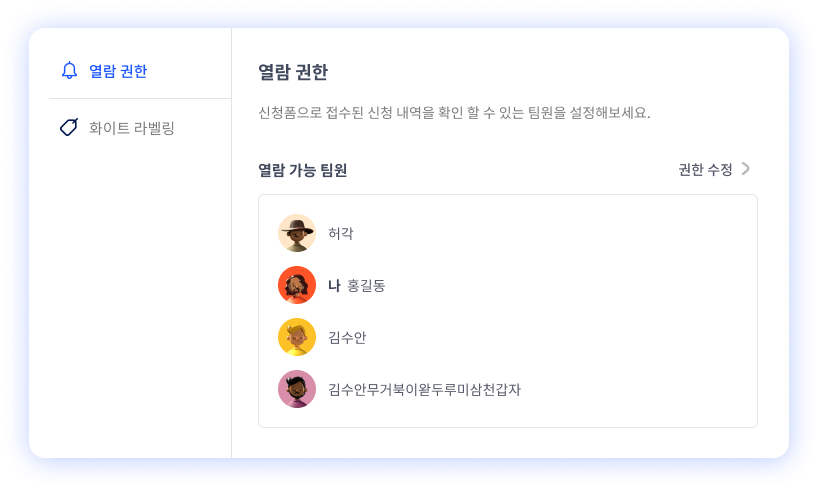 열람 권한
화이트 라벨링
열람 권한
신청폼으로 접수된 신청 내역을 확인 할 수 있는 팀원을 설정해보세요.
열람 가능 팀원
권한 수정
허각
나 홍길동
김수안
김수안무거북이왇두루미삼천갑자